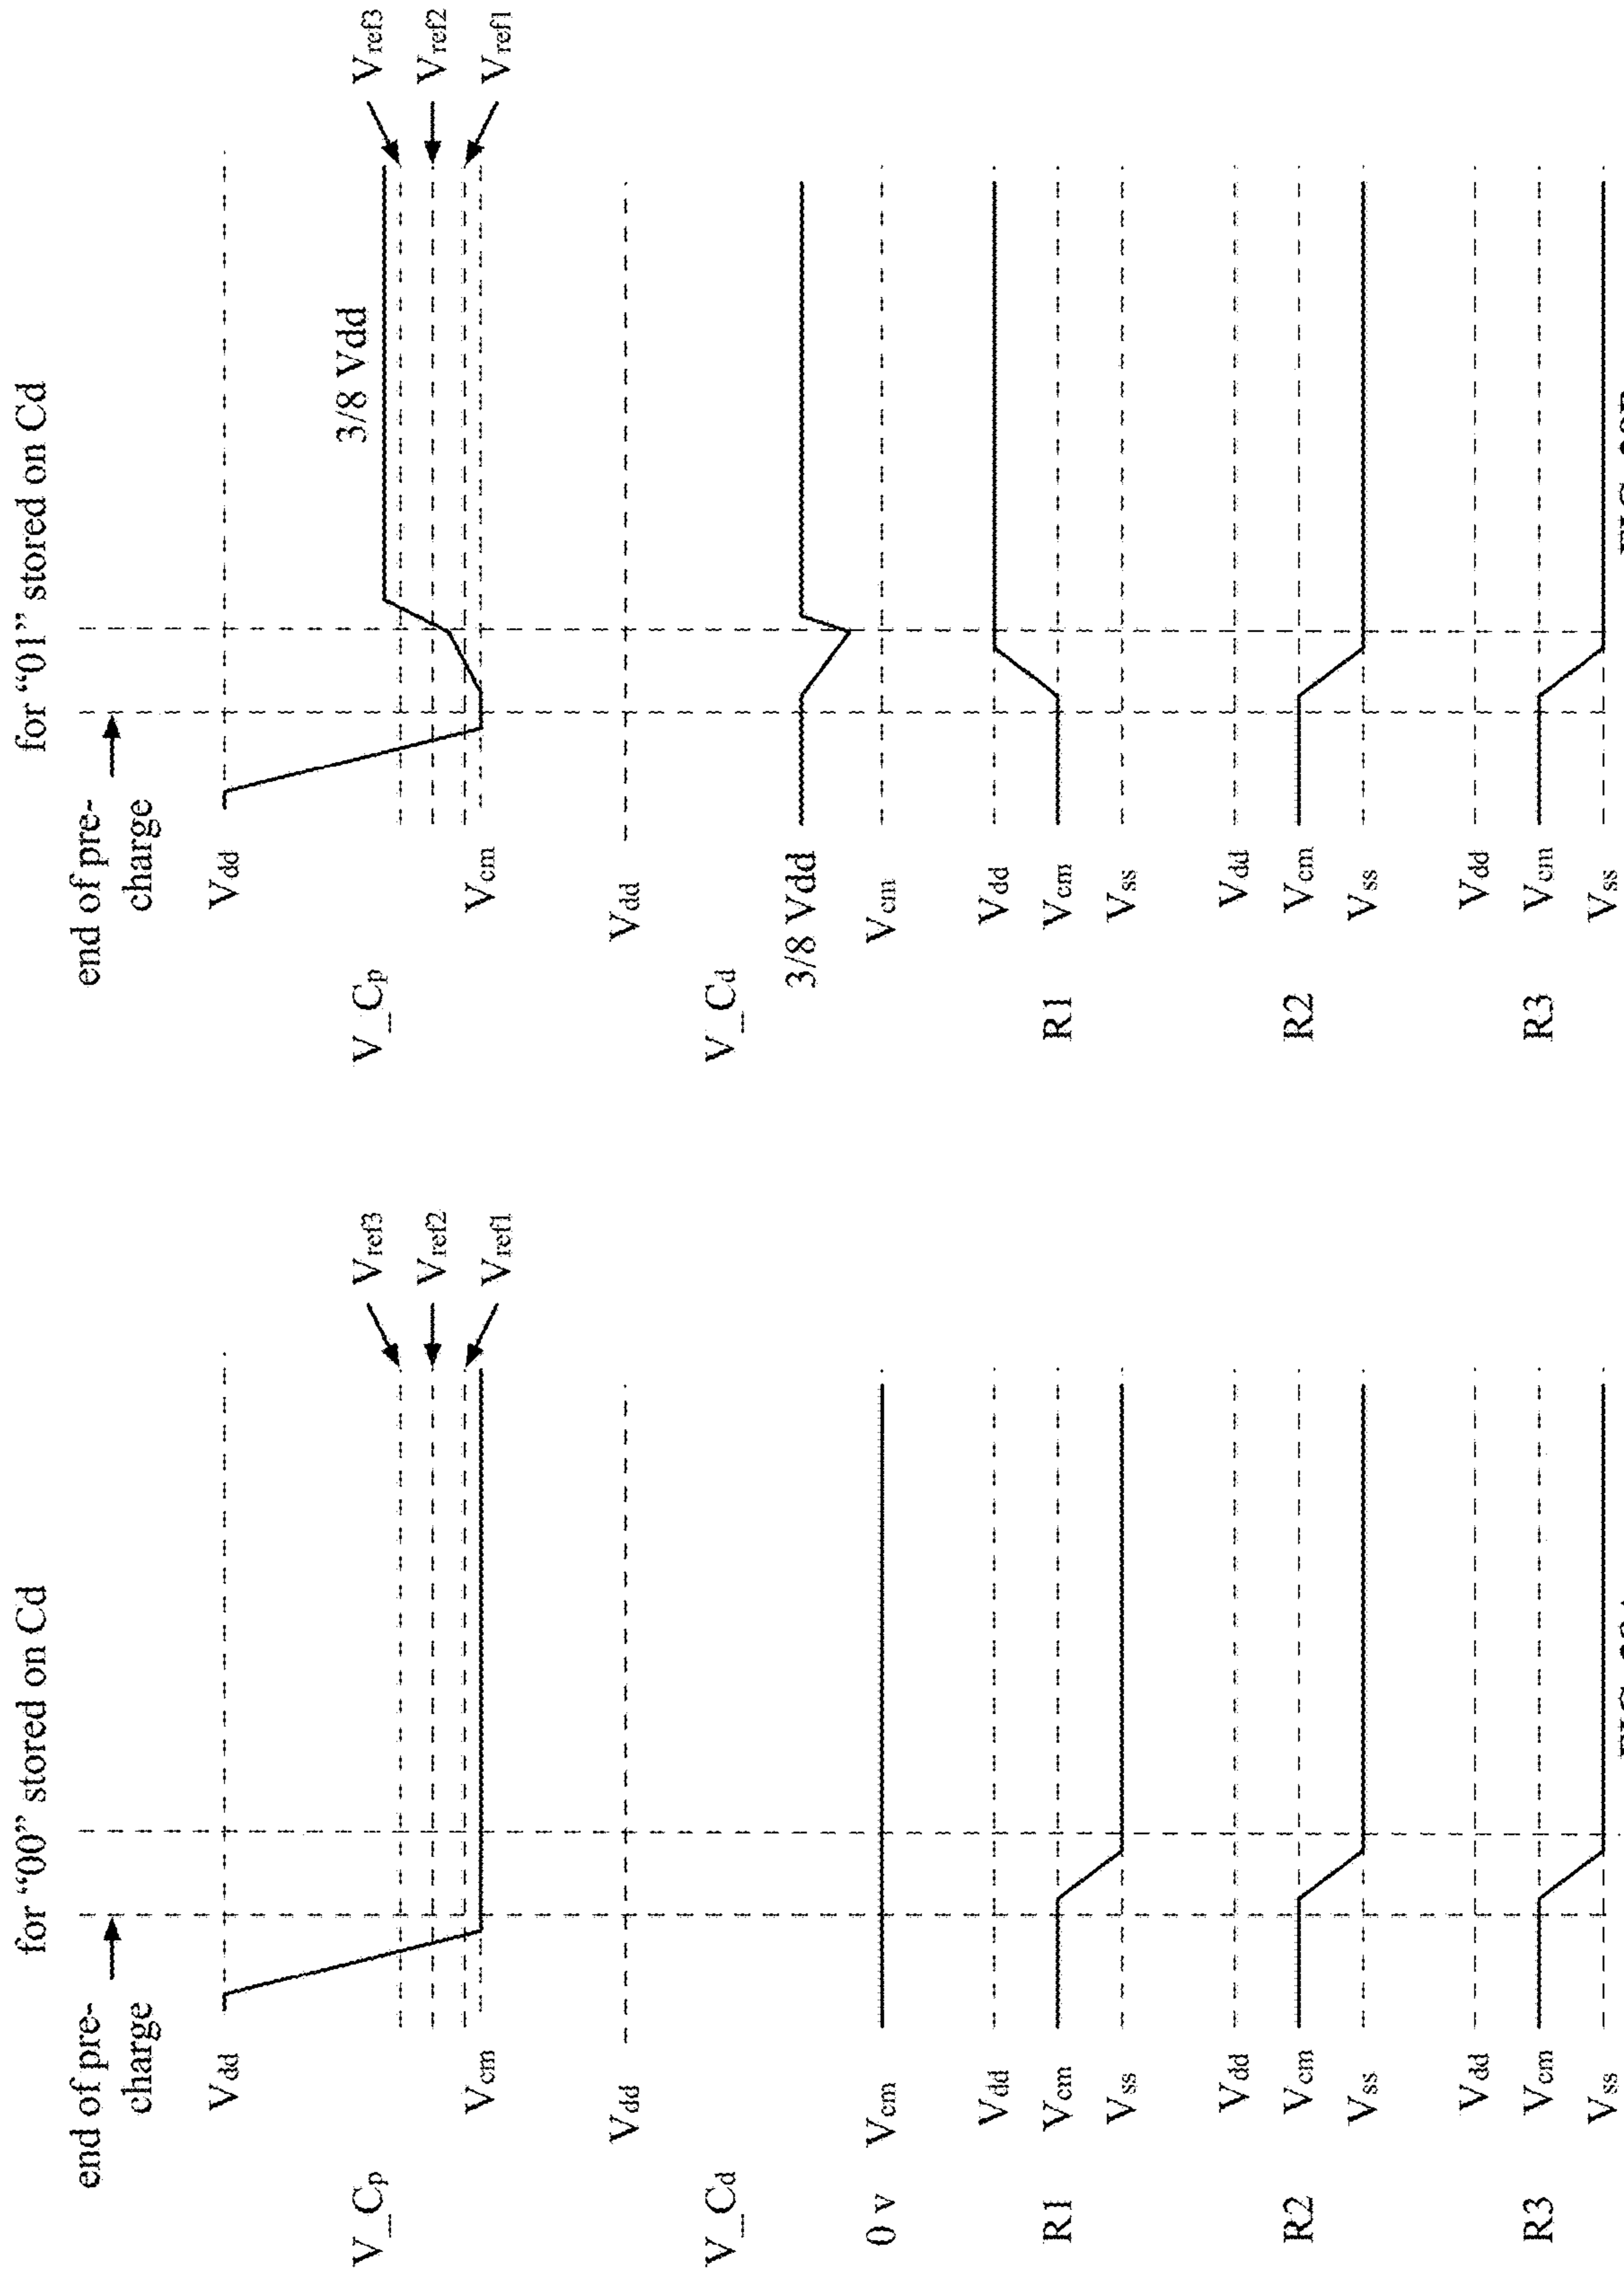 for “00” stored on Cd
end of pre-
charge
V_Cp
Vdd
Vcm
Vref3
Vref2
Vref1
V_Cd
Vdd
0 v
Vcm
R1
Vdd
Vcm
Vss
R2
Vdd
Vcm
Vss
R3
Vdd
Vcm
Vss
for “01” stored on Cd
end of pre-
charge
V_Cp
Vdd
Vcm
3/8 Vdd
Vref3
Vref2
Vref1
V_Cd
Vdd
3/8 Vdd
Vcm
R1
Vdd
Vcm
Vss
R2
Vdd
Vcm
Vss
R3
Vdd
Vcm
Vss